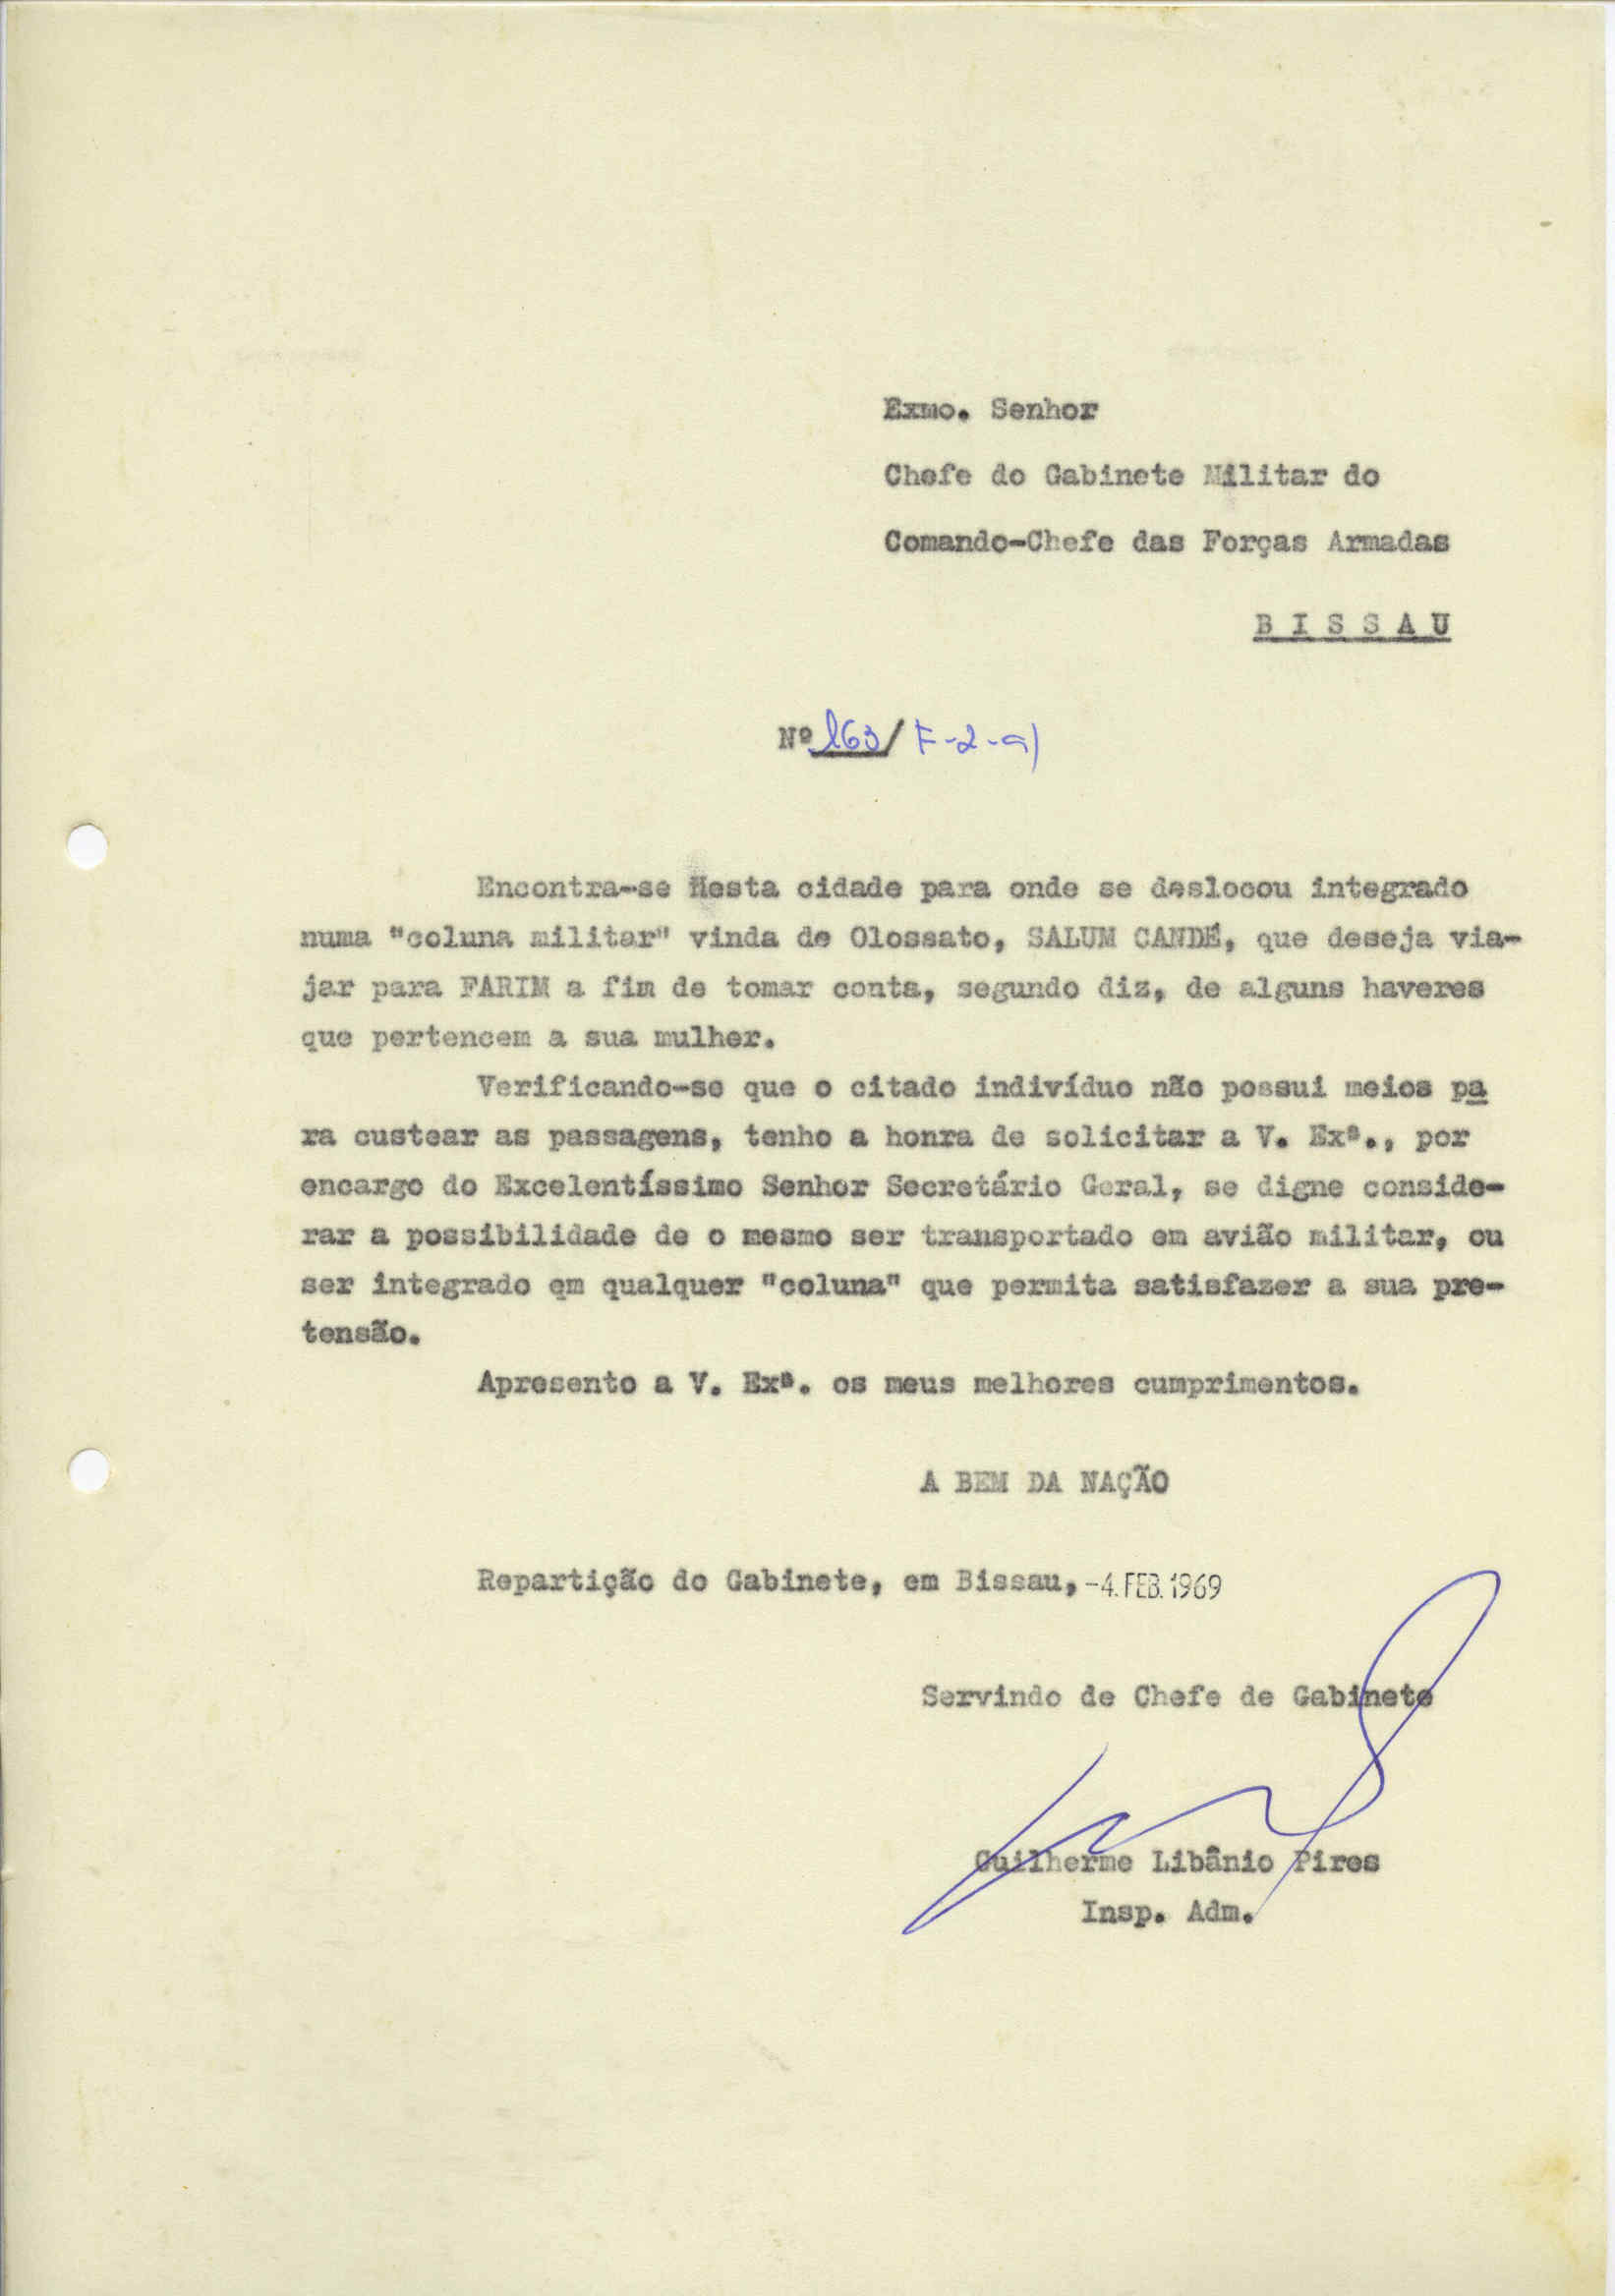 Exmo. Senhor
Chefe do Gabinete Militar do
Comando-Chefe das Forças Armadas
B I S S A U
Nº 163/ F-2-a)
Encontra-se nesta cidade para onde se deslocou integrado
numa "coluna militar" vinda de Olossato, SALUM CANDÉ, que deseja via-
jar para FARIM a fim de tomar conta, segundo diz, de alguns haveres
que pertencem a sua mulher.
Verificando-se que o citado indivíduo não possui meios pa
ra custear as passagens, tenho a honra de solicitar a V. Exª., por
encargo do Excelentíssimo Senhor Secretário Geral, se digne conside-
rar a possibilidade de o mesmo ser transportado em avião militar, ou
ser integrado em qualquer "coluna" que permita satisfazer a sua pre-
tensão.
Apresento a V. Exª. os meus melhores cumprimentos.
A BEM DA NAÇÃO
Repartição do Gabinete, em Bissau, -4. FEB. 1969
Servindo de Chefe de Gabinete
Guilherme Libânio Pires
Insp. Adm.